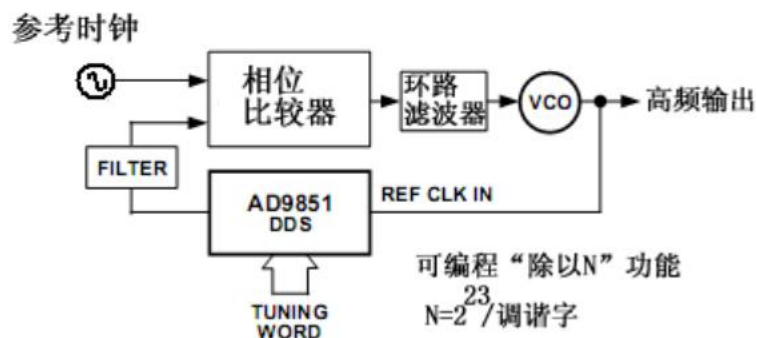 参考时钟
相位
比较器
环路
滤波器
VCO
高频输出
FILTER
AD9851
DDS
REF CLK IN
TUNING
WORD
可编程“除以N”功能
N=2^23/调谐字